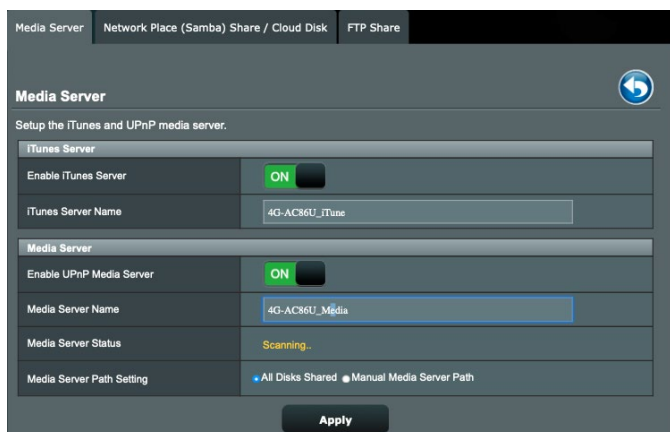 Media Server Network Place (Samba) Share / Cloud Disk FTP Share
Media Server
Setup the iTunes and UPnP media server.
iTunes Server
Enable iTunes Server ON
iTunes Server Name 4G-AC86U_iTune
Media Server
Enable UPnP Media Server ON
Media Server Name 4G-AC86U_Media
Media Server Status Scanning..
Media Server Path Setting All Disks Shared Manual Media Server Path
Apply